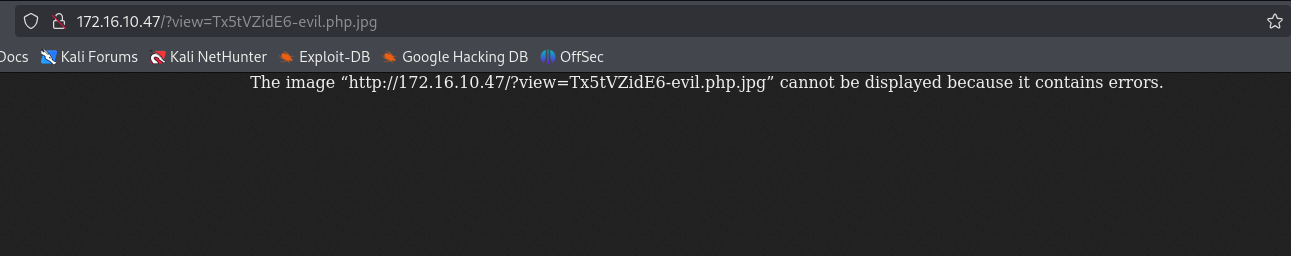 172.16.10.47/?view=Tx5tVZidE6-evil.php.jpg
Docs Kali Forums Kali NetHunter Exploit-DB Google Hacking DB OffSec
The image “http://172.16.10.47/?view=Tx5tVZidE6-evil.php.jpg” cannot be displayed because it contains errors.